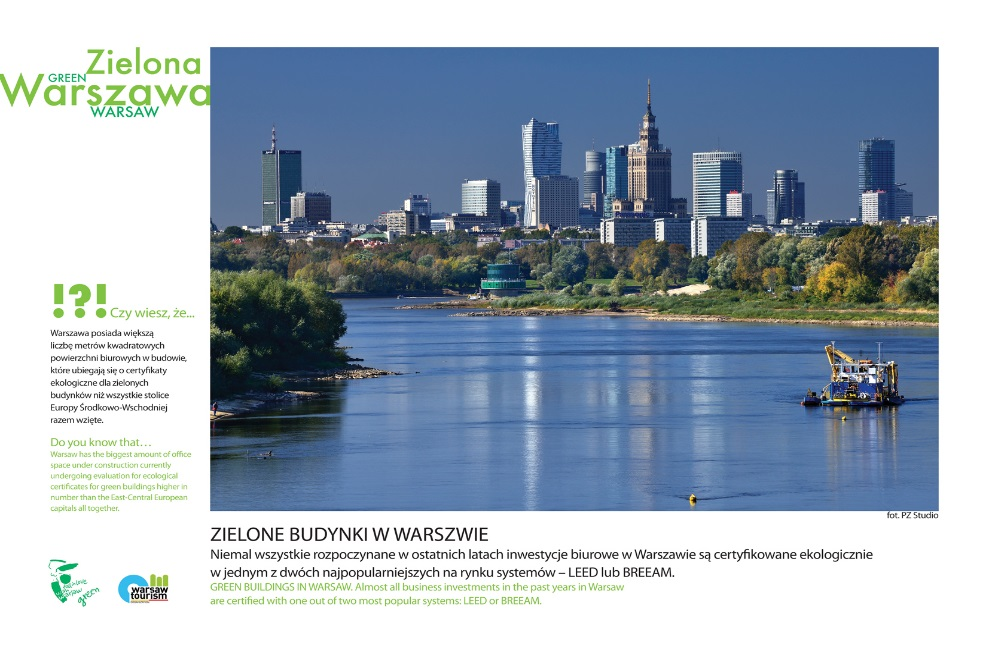 Zielona
GREEN
Warszawa
WARSAW
!?! Czy wiesz, że...
Warszawa posiada większą
liczbę metrów kwadratowych
powierzchni biurowych w budowie,
które ubiegają się o certyfikaty
ekologiczne dla zielonych
budynków niż wszystkie stolice
Europy Środkowo-Wschodniej
razem wzięte.
Do you know that…
Warsaw has the biggest amount of office
space under construction currently
undergoing evaluation for ecological
certificates for green buildings higher in
number than the East-Central European
capitals all together.
fot. PZ Studio
ZIELONE BUDYNKI W WARSZWIE
Niemal wszystkie rozpoczynane w ostatnich latach inwestycje biurowe w Warszawie są certyfikowane ekologicznie
w jednym z dwóch najpopularniejszych na rynku systemów – LEED lub BREEAM.
GREEN BUILDINGS IN WARSAW. Almost all business investments in the past years in Warsaw
are certified with one out of two most popular systems: LEED or BREEAM.
green
warsaw
tourism